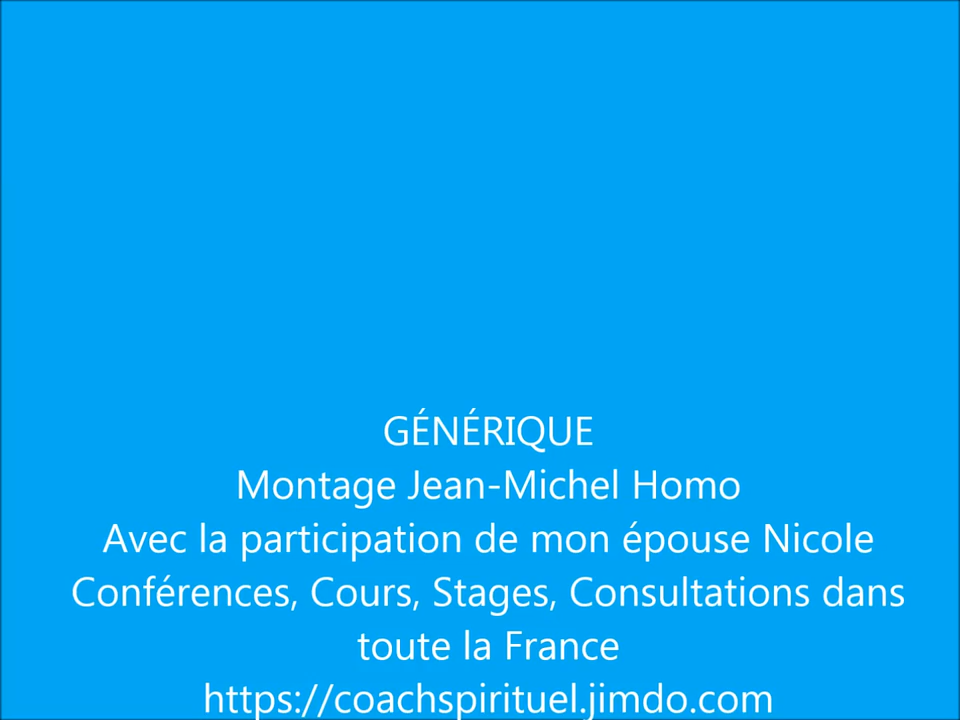 GÉNÉRIQUE
Montage Jean-Michel Homo
Avec la participation de mon épouse Nicole
Conférences, Cours, Stages, Consultations dans
toute la France
https://coachspirituel.jimdo.com